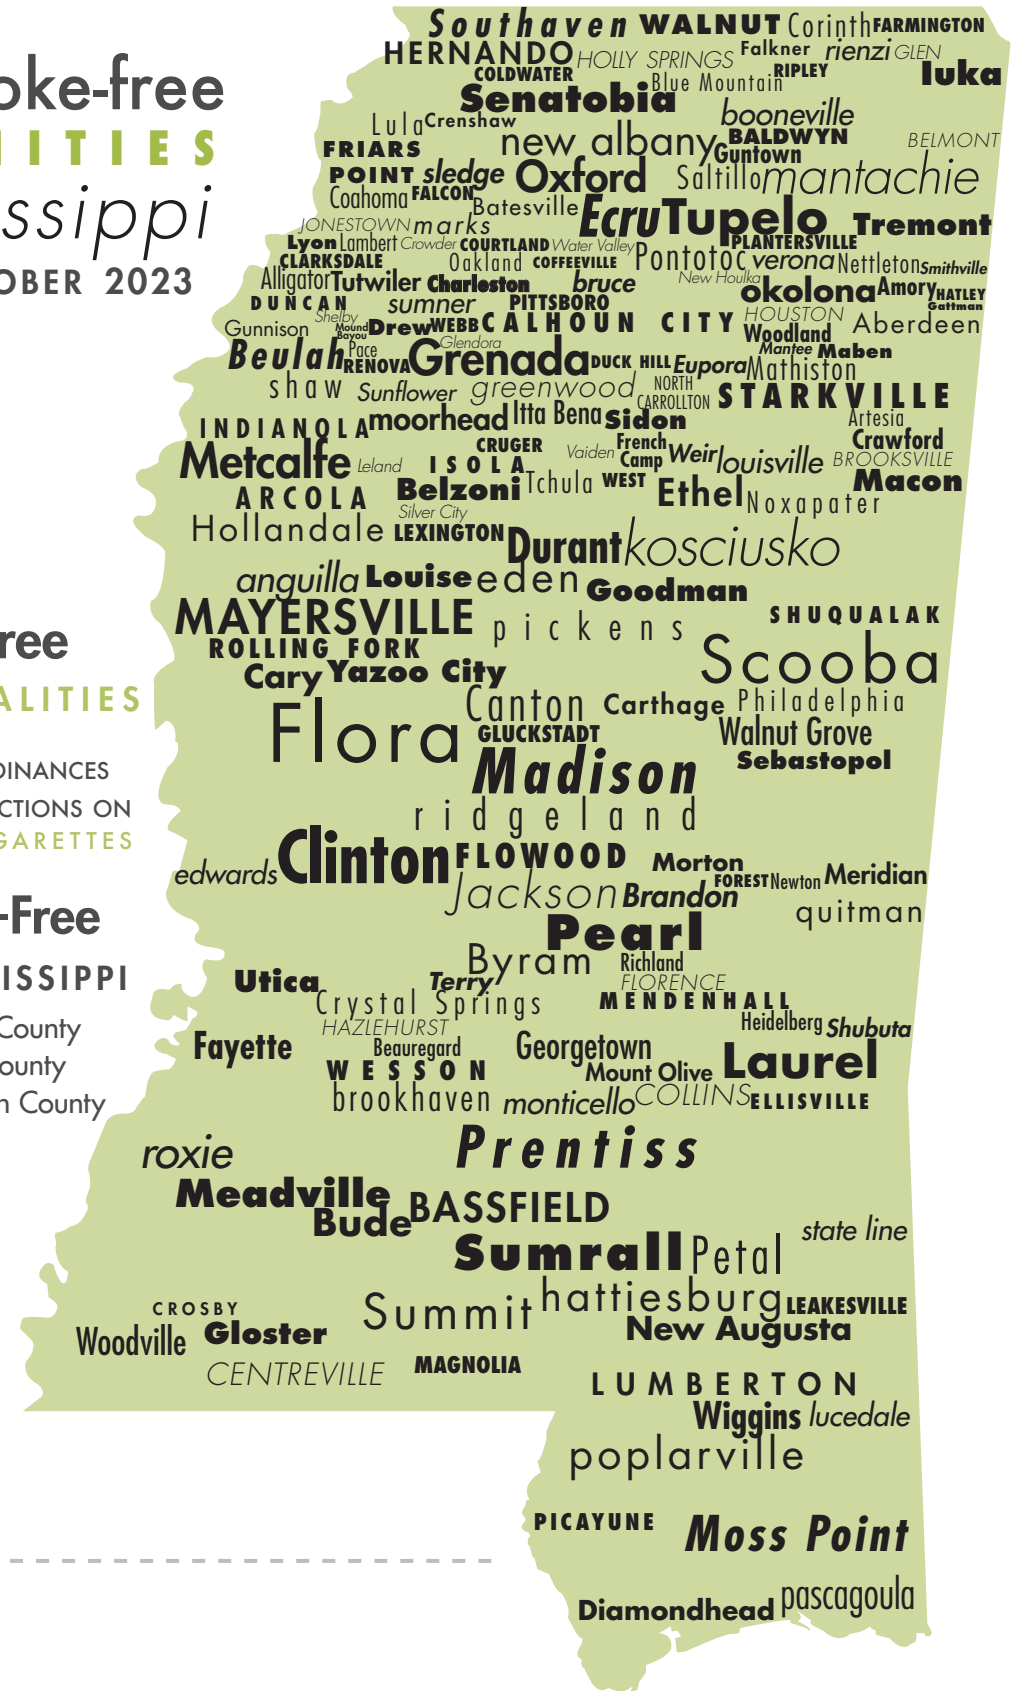 oke-free
ITIES
ssippi
OBER 2023
ree
ALITIES
DINANCES
CTIONS ON
GARETTES
-Free
ISSIPPI
County
ounty
n County
Southaven WALNUT Corinth FARMINGTON
HERNANDO HOLLY SPRINGS Falkner rienzi GLEN
COLDWATER Blue Mountain RIPLEY Iuka
Senatobia booneville
Lula Crenshaw new albany BALDWYN BELMONT
FRIARS POINT sledge Oxford Guntown
Saltillo mantachie
Coahoma FALCON Batesville Ecru Tupelo Tremont
JONESTOWN marks
Lyon Lambert Crowder COURTLAND Water Valley Pontotoc PLANTERSVILLE
CLARKSDALE Oakland COFFEEVILLE verona Nettleton Smithville
Alligator Tutwiler Charleston bruce New Houlka okolona Amory HATLEY
DUNCAN sumner PITTSBORO Gattman
Shelby HOUSTON
Gunnison Mound Bayou Drew WEBB CALHOUN CITY Woodland Aberdeen
Glendora
Beulah Pace RENOVA Grenada DUCK HILL Eupora Mantee Maben
Mathiston
shaw Sunflower greenwood NORTH CARROLLTON STARKVILLE
INDIANOLA moorhead Itta Bena Sidon Artesia
Crawford
Metcalfe Leland ISOLA CRUGER Vaiden French Camp Weir louisville BROOKSVILLE
ARCOLA Belzoni Tchula WEST Ethel Noxapater Macon
Silver City
Hollandale LEXINGTON Durant kosciusko
anguilla Louise eden Goodman
MAYERSVILLE pickens SHUQUALAK
ROLLING FORK Scooba
Cary Yazoo City
Flora Canton Carthage Philadelphia
GLUCKSTADT Walnut Grove
Madison Sebastopol
ridgeland
edwards Clinton FLOWOOD Morton
Jackson Brandon FOREST Newton Meridian
quitman
Pearl
Byram Richland
Utica Terry FLORENCE
Crystal Springs MENDENHALL
HAZLEHURST Heidelberg Shubuta
Fayette Beauregard Georgetown Laurel
WESSON Mount Olive
brookhaven monticello COLLINS ELLISVILLE
roxie Prentiss
Meadville
Bude BASSFIELD
state line
Sumrall Petal
CROSBY Summit hattiesburg LEAKESVILLE
Woodville Gloster New Augusta
CENTREVILLE MAGNOLIA
LUMBERTON
Wiggins lucedale
poplarville
PICAYUNE Moss Point
Diamondhead pascagoula